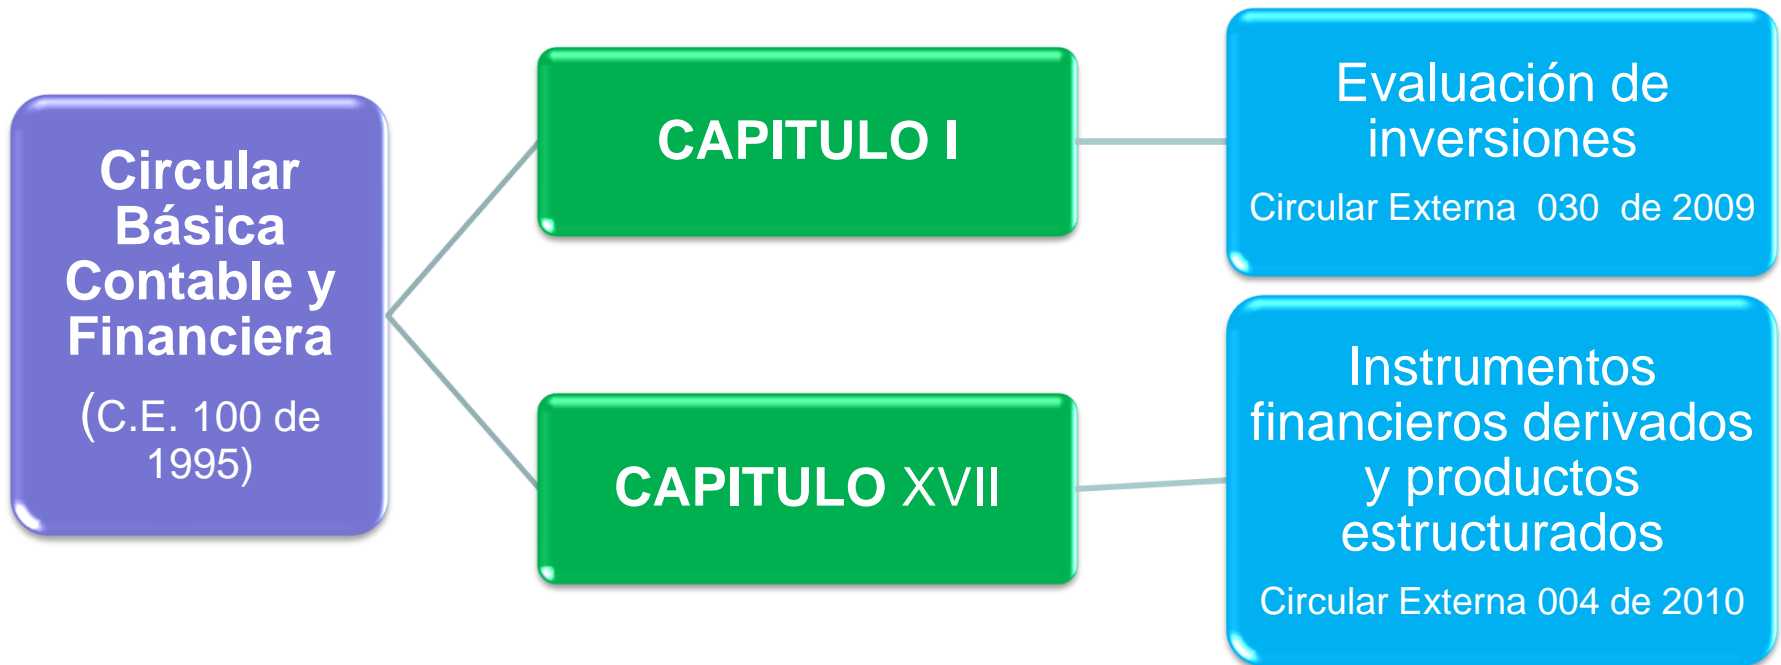 Circular
Básica
Contable y
Financiera
(C.E. 100 de
1995)
CAPITULO I
Evaluación de
inversiones
Circular Externa 030 de 2009
CAPITULO XVII
Instrumentos
financieros derivados
y productos
estructurados
Circular Externa 004 de 2010